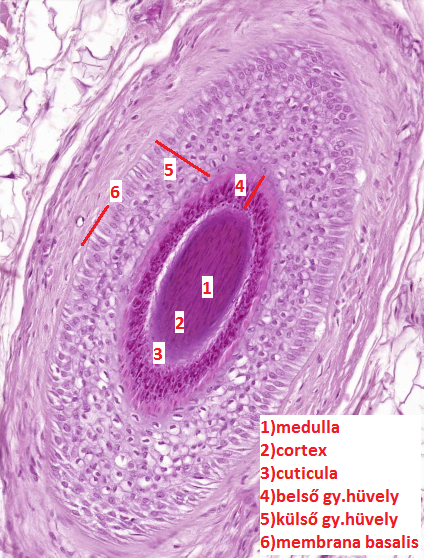 4
5
6
1
2
3
1)medulla
2)cortex
3)cuticula
4)belső gy.hüvely
5)külső gy.hüvely
6)membrana basalis